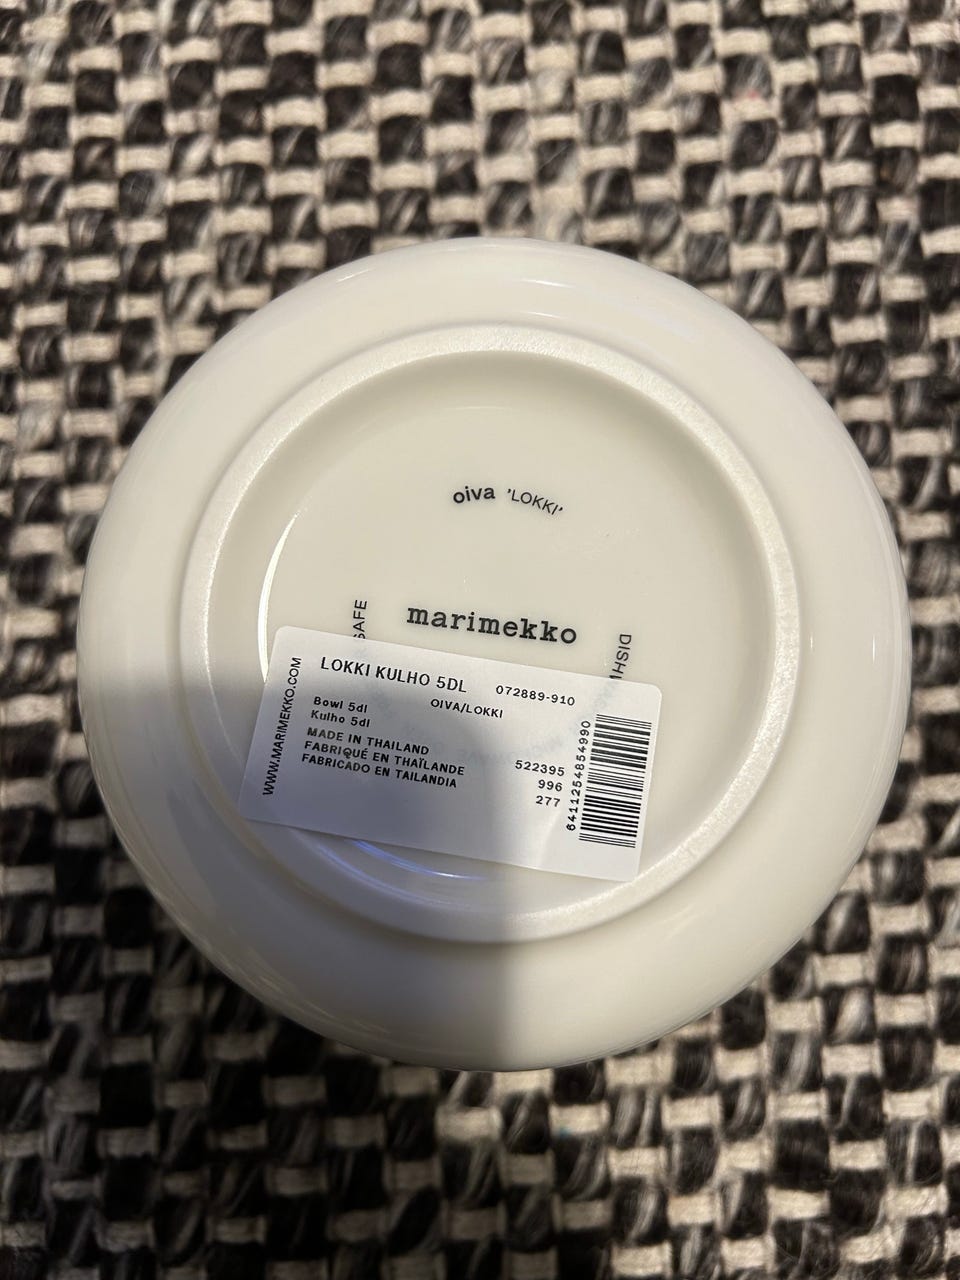 oiva 'LOKKI'
marimekko
SAFE
WWW.MARIMEKKO.COM
LOKKI KULHO 5DL 072889-910
Bowl 5dl OIVA/LOKKI
Kulho 5dl
MADE IN THAILAND
FABRIQUÉ EN THAÏLANDE 522395
FABRICADO EN TAILANDIA 996
277
6411254854990